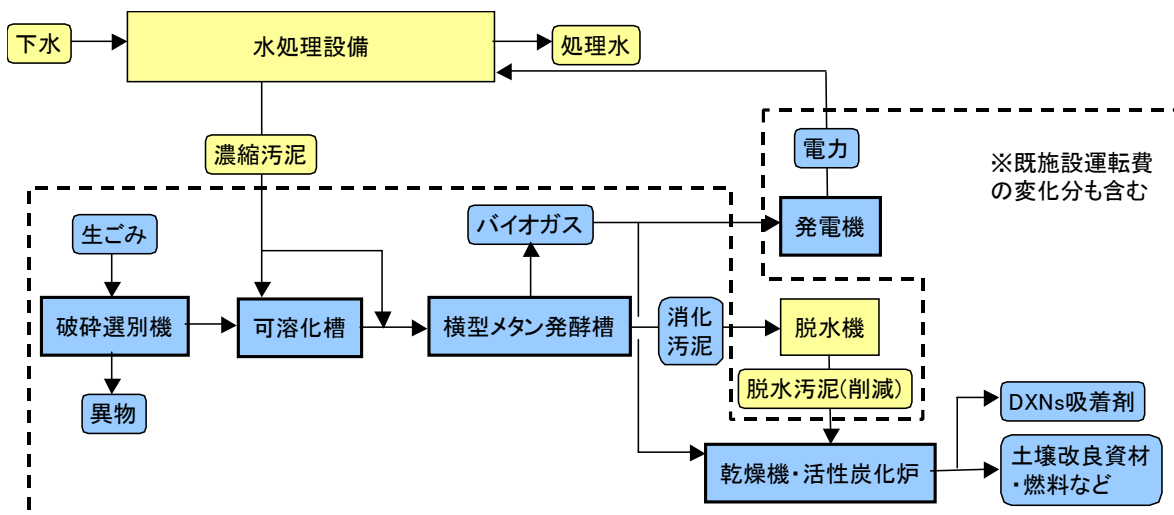 下水
水処理設備
処理水
濃縮汚泥
電力
※既施設運転費
の変化分も含む
生ごみ
バイオガス
発電機
破砕選別機
可溶化槽
横型メタン発酵槽
消化
汚泥
脱水機
脱水汚泥(削減)
異物
DXNs吸着剤
乾燥機・活性炭化炉
土壌改良資材
・燃料など